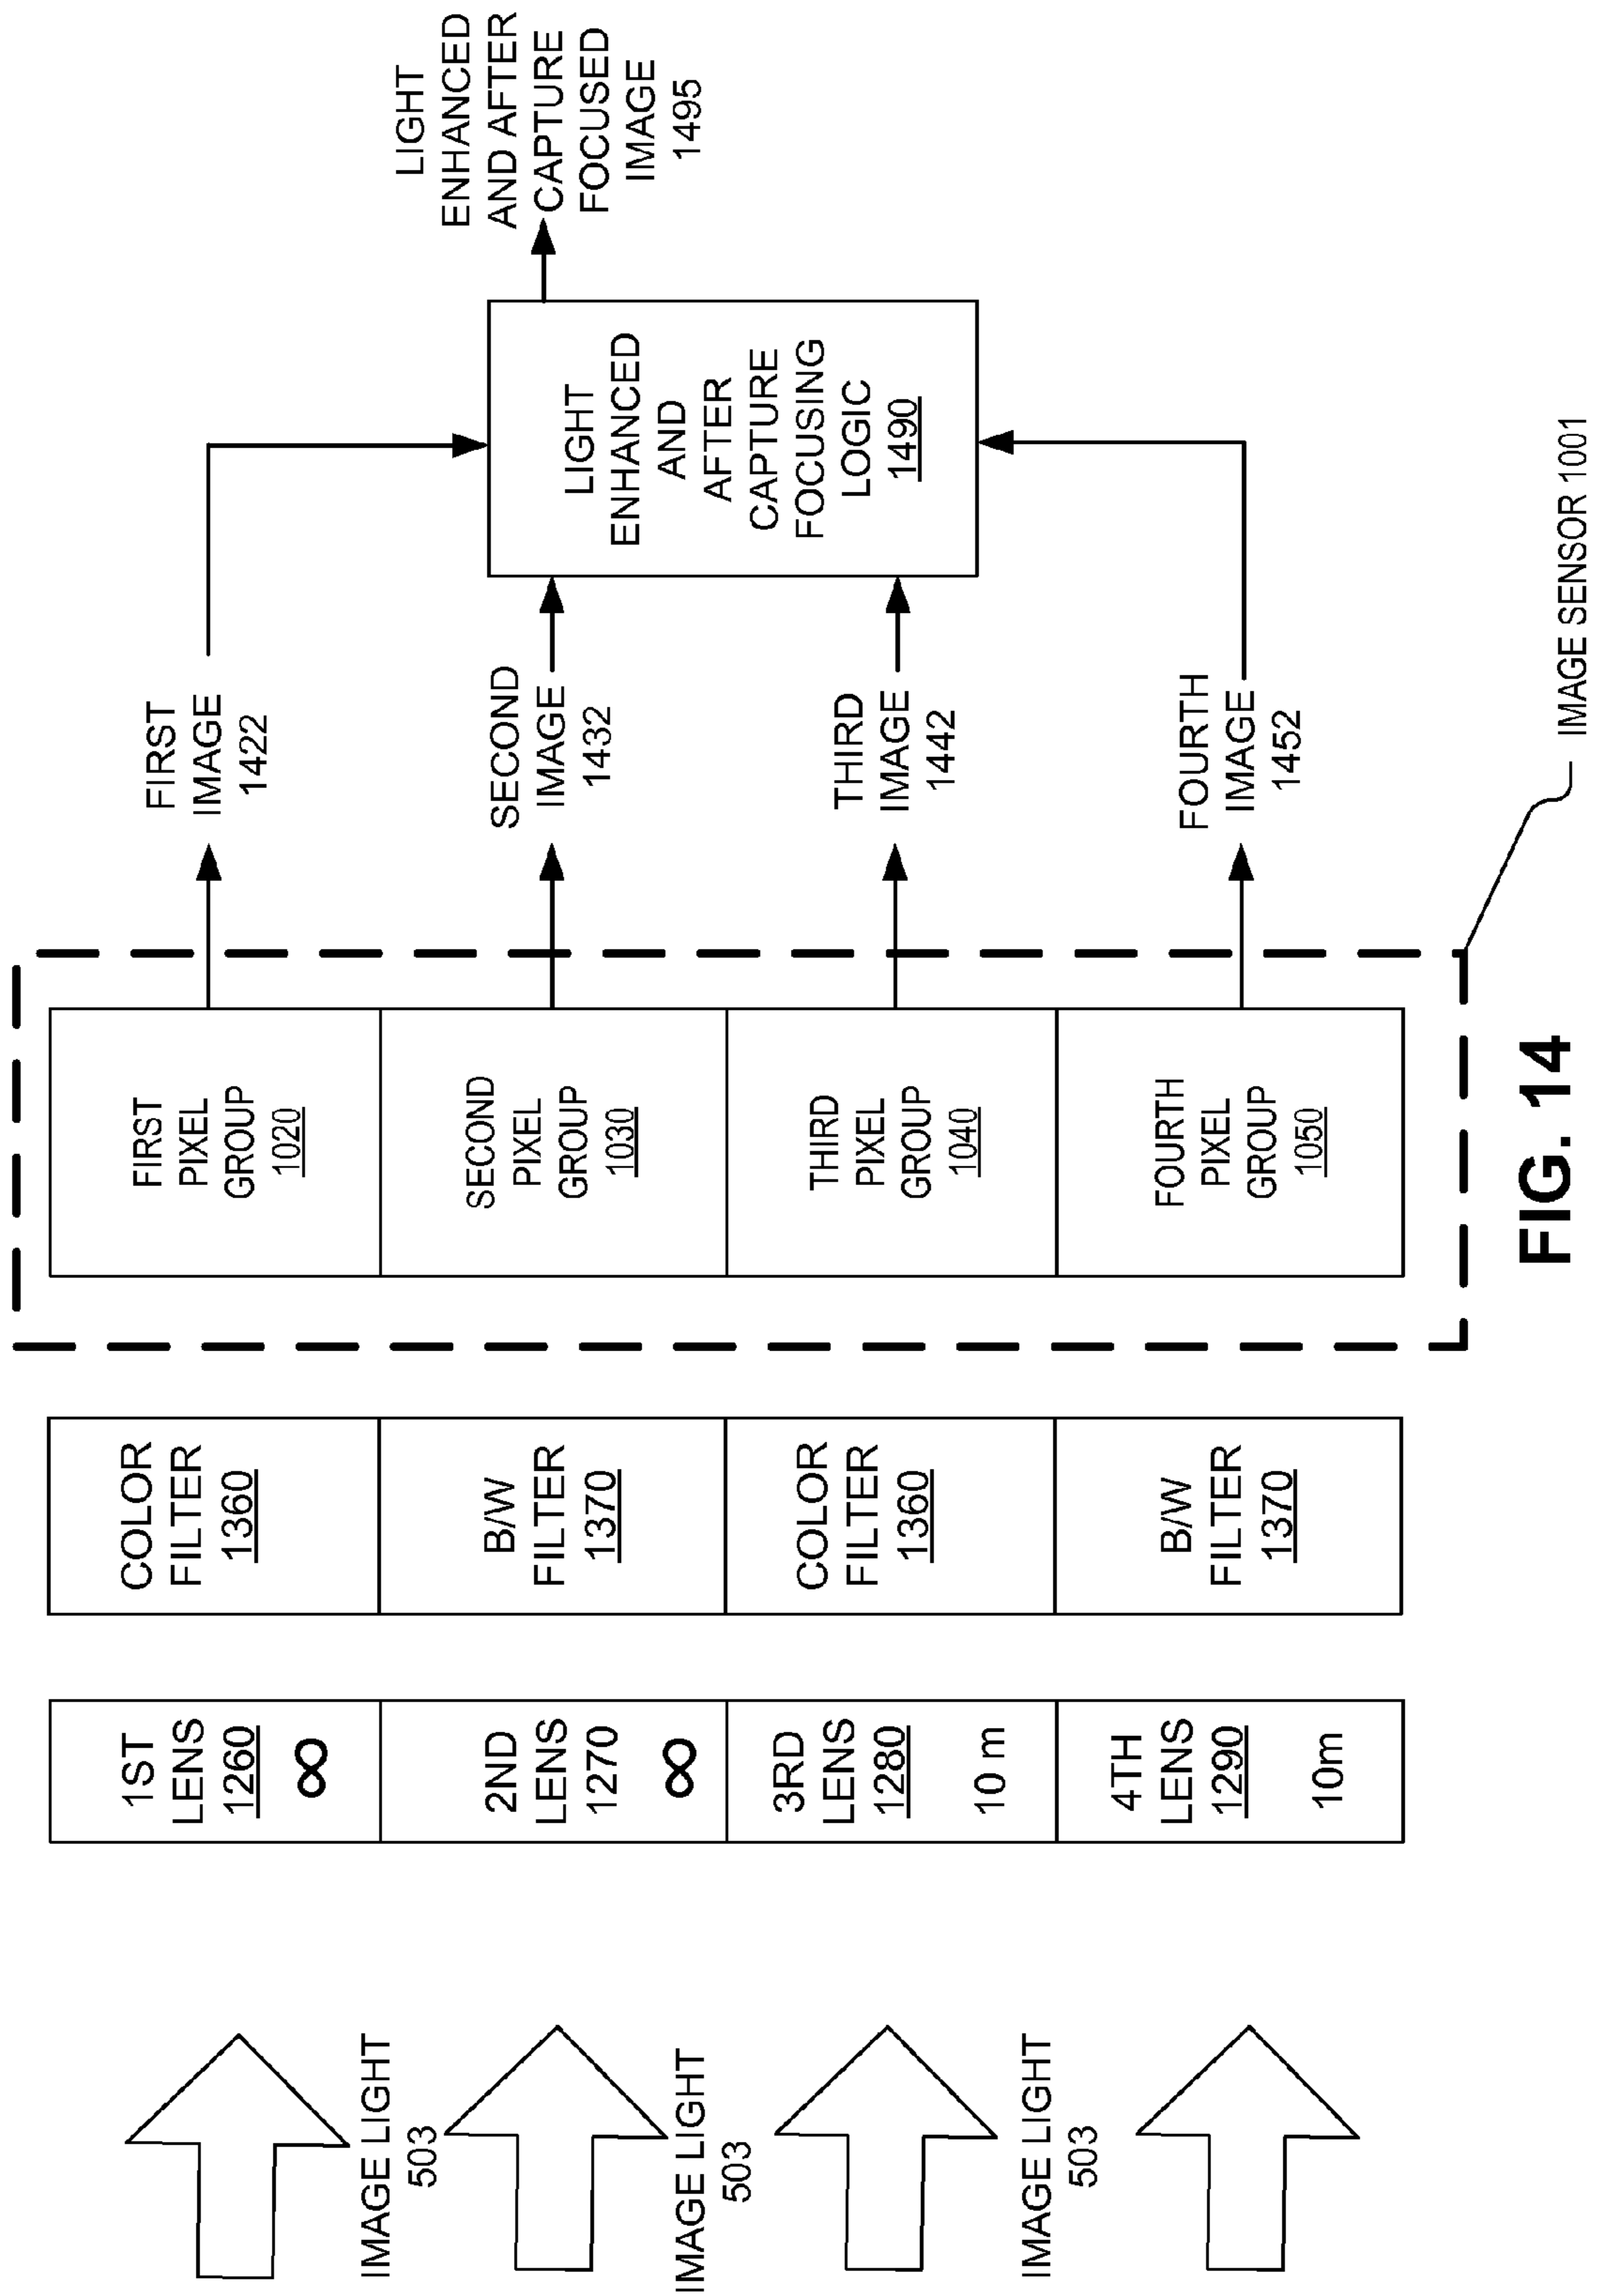 IMAGE LIGHT
503
IMAGE LIGHT
503
IMAGE LIGHT
503
1ST
LENS
1260
∞
2ND
LENS
1270
∞
3RD
LENS
1280
10 m
4TH
LENS
1290
10m
COLOR
FILTER
1360
B/W
FILTER
1370
COLOR
FILTER
1360
B/W
FILTER
1370
FIRST
PIXEL
GROUP
1020
SECOND
PIXEL
GROUP
1030
THIRD
PIXEL
GROUP
1040
FOURTH
PIXEL
GROUP
1050
FIRST
IMAGE
1422
SECOND
IMAGE
1432
THIRD
IMAGE
1442
FOURTH
IMAGE
1452
LIGHT
ENHANCED
AND
AFTER
CAPTURE
FOCUSING
LOGIC
1490
LIGHT
ENHANCED
AND AFTER
CAPTURE
FOCUSED
IMAGE
1495
IMAGE SENSOR 1001
FIG. 14